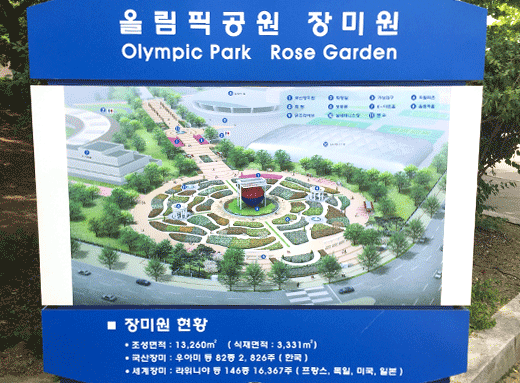 올림픽공원 장미원
Olympic Park Rose Garden
■ 장미원 현황
• 조성면적 : 13,260㎡ ( 식재면적 : 3,331㎡ )
• 국산장미 : 우아미 등 82종 2, 826주 ( 한국 )
• 세계장미 : 라위니아 등 146종 16,367주 ( 프랑스, 독일, 미국, 일본 )